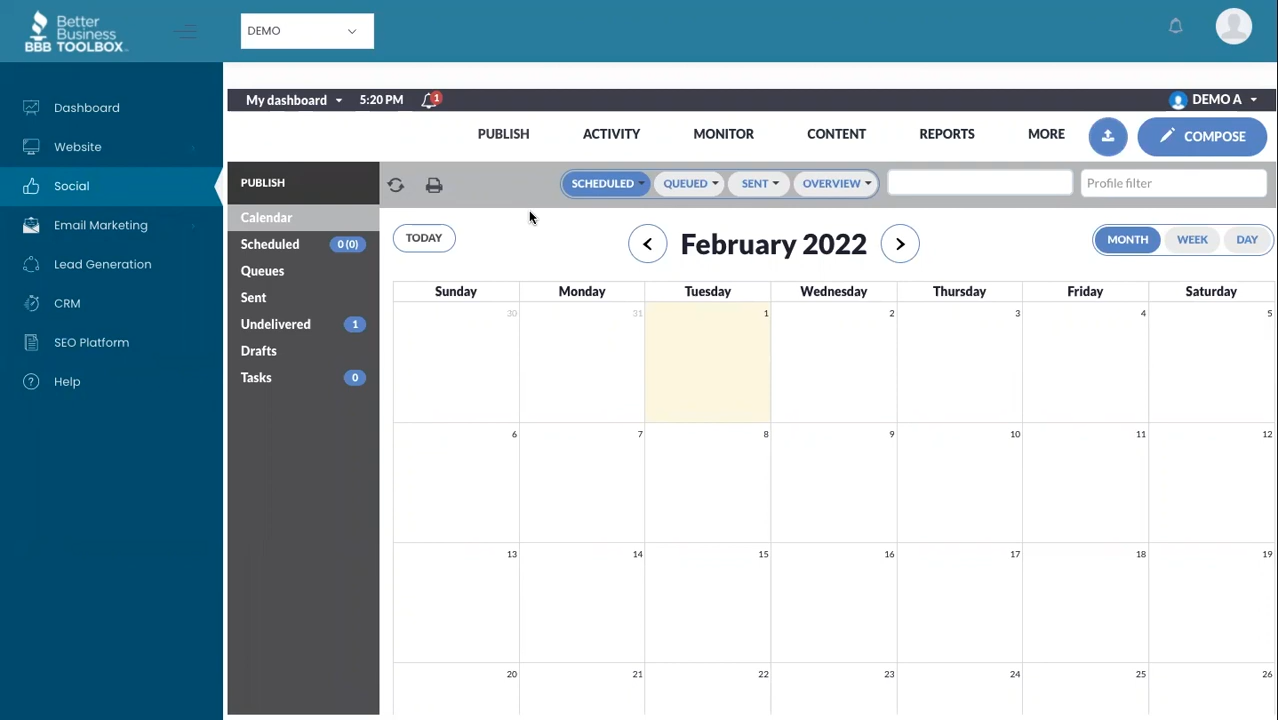 Better
Business
BBB TOOLBOX
DEMO
Dashboard
Website
Social
Email Marketing
Lead Generation
CRM
SEO Platform
Help
My dashboard
5:20 PM
1
DEMO A
PUBLISH
ACTIVITY
MONITOR
CONTENT
REPORTS
MORE
COMPOSE
PUBLISH
Calendar
Scheduled 0 (0)
Queues
Sent
Undelivered 1
Drafts
Tasks 0
SCHEDULED
QUEUED
SENT
OVERVIEW
Profile filter
TODAY
February 2022
MONTH
WEEK
DAY
Sunday Monday Tuesday Wednesday Thursday Friday Saturday
30 31 1 2 3 4 5
6 7 8 9 10 11 12
13 14 15 16 17 18 19
20 21 22 23 24 25 26